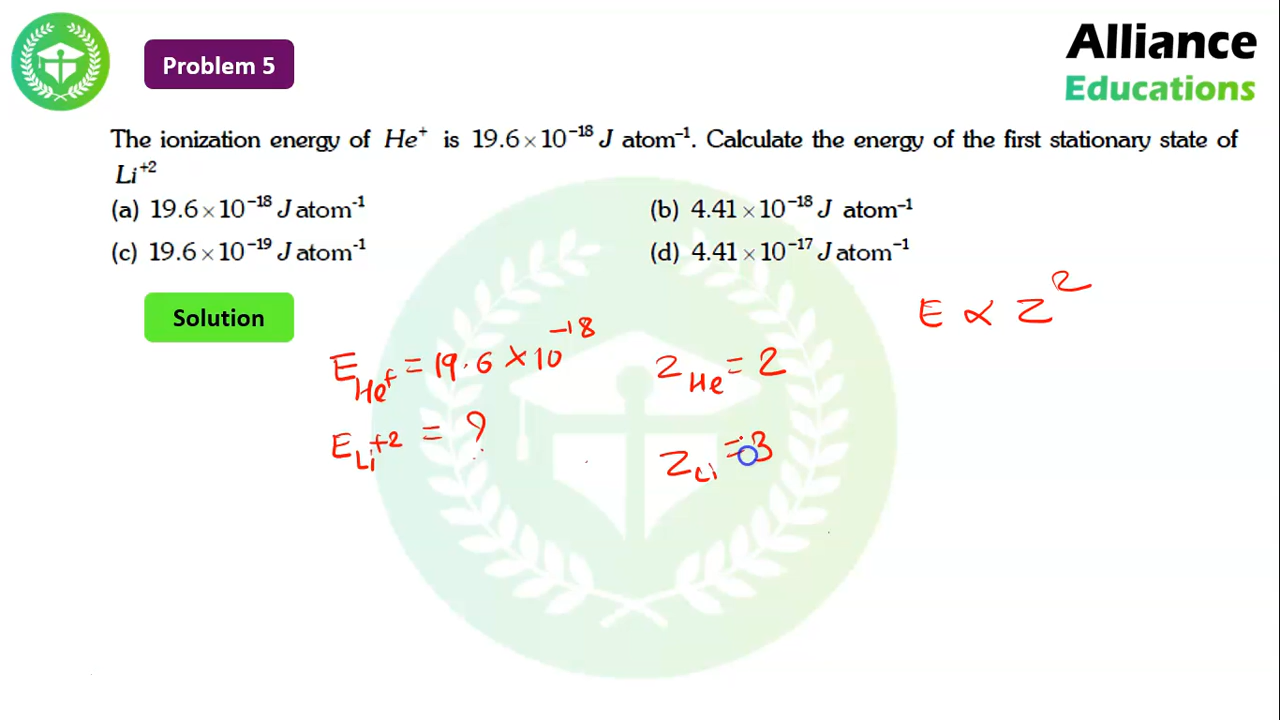 Problem 5
Alliance
Educations
The ionization energy of He⁺ is 19.6×10⁻¹⁸ J atom⁻¹. Calculate the energy of the first stationary state of
Li⁺²
(a) 19.6×10⁻¹⁸ J atom⁻¹ (b) 4.41×10⁻¹⁸ J atom⁻¹
(c) 19.6×10⁻¹⁹ J atom⁻¹ (d) 4.41×10⁻¹⁷ J atom⁻¹
Solution
E ∝ Z²
E_He⁺ = 19.6 × 10⁻¹⁸ Z_He = 2
E_Li⁺² = ? Z_Li = 3